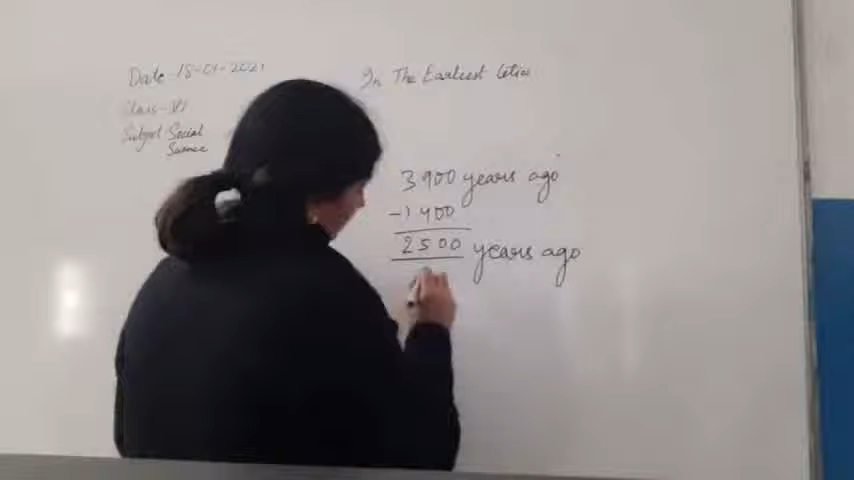 Date-15-01-2021
In The Earliest Cities
Class-VI
Subject Social
Science
3900 years ago
-1400
2500 years ago